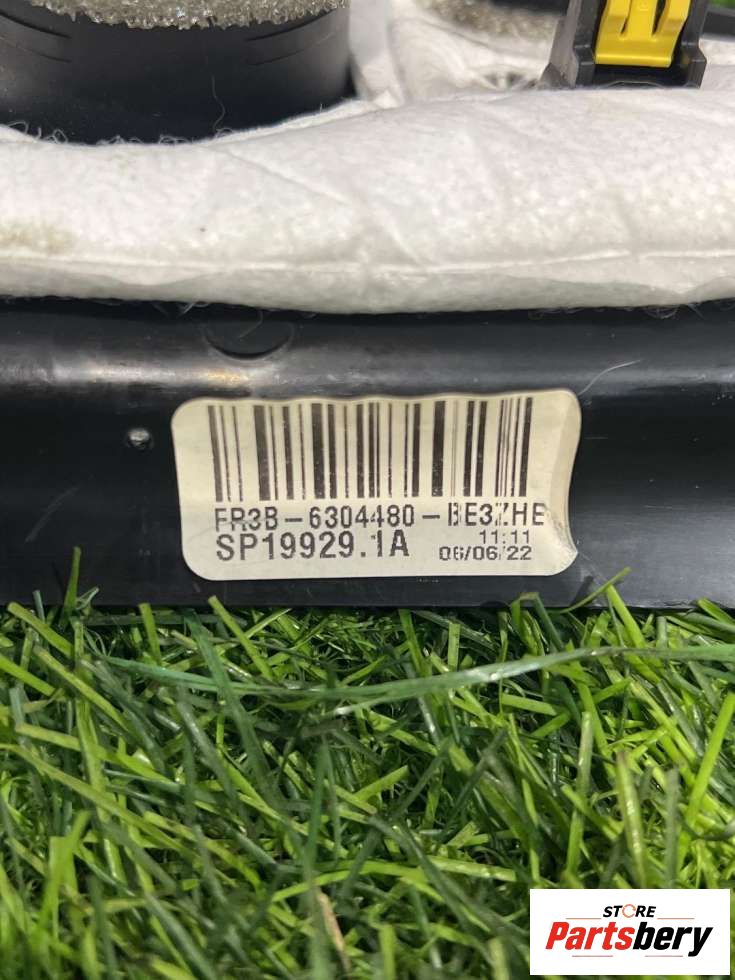 FR3B-6304480-BE3ZHE
SP19929.1A
11:11
06/06/22
STORE
Partsbery